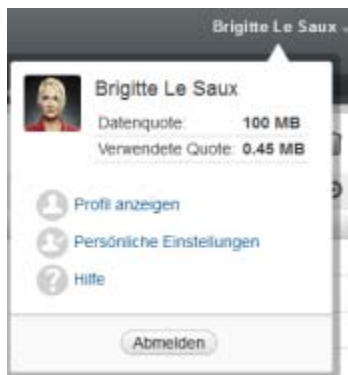 Brigitte Le Saux
Brigitte Le Saux
Datenquote: 100 MB
Verwendete Quote: 0,45 MB
Profil anzeigen
Persönliche Einstellungen
Hilfe
Abmelden